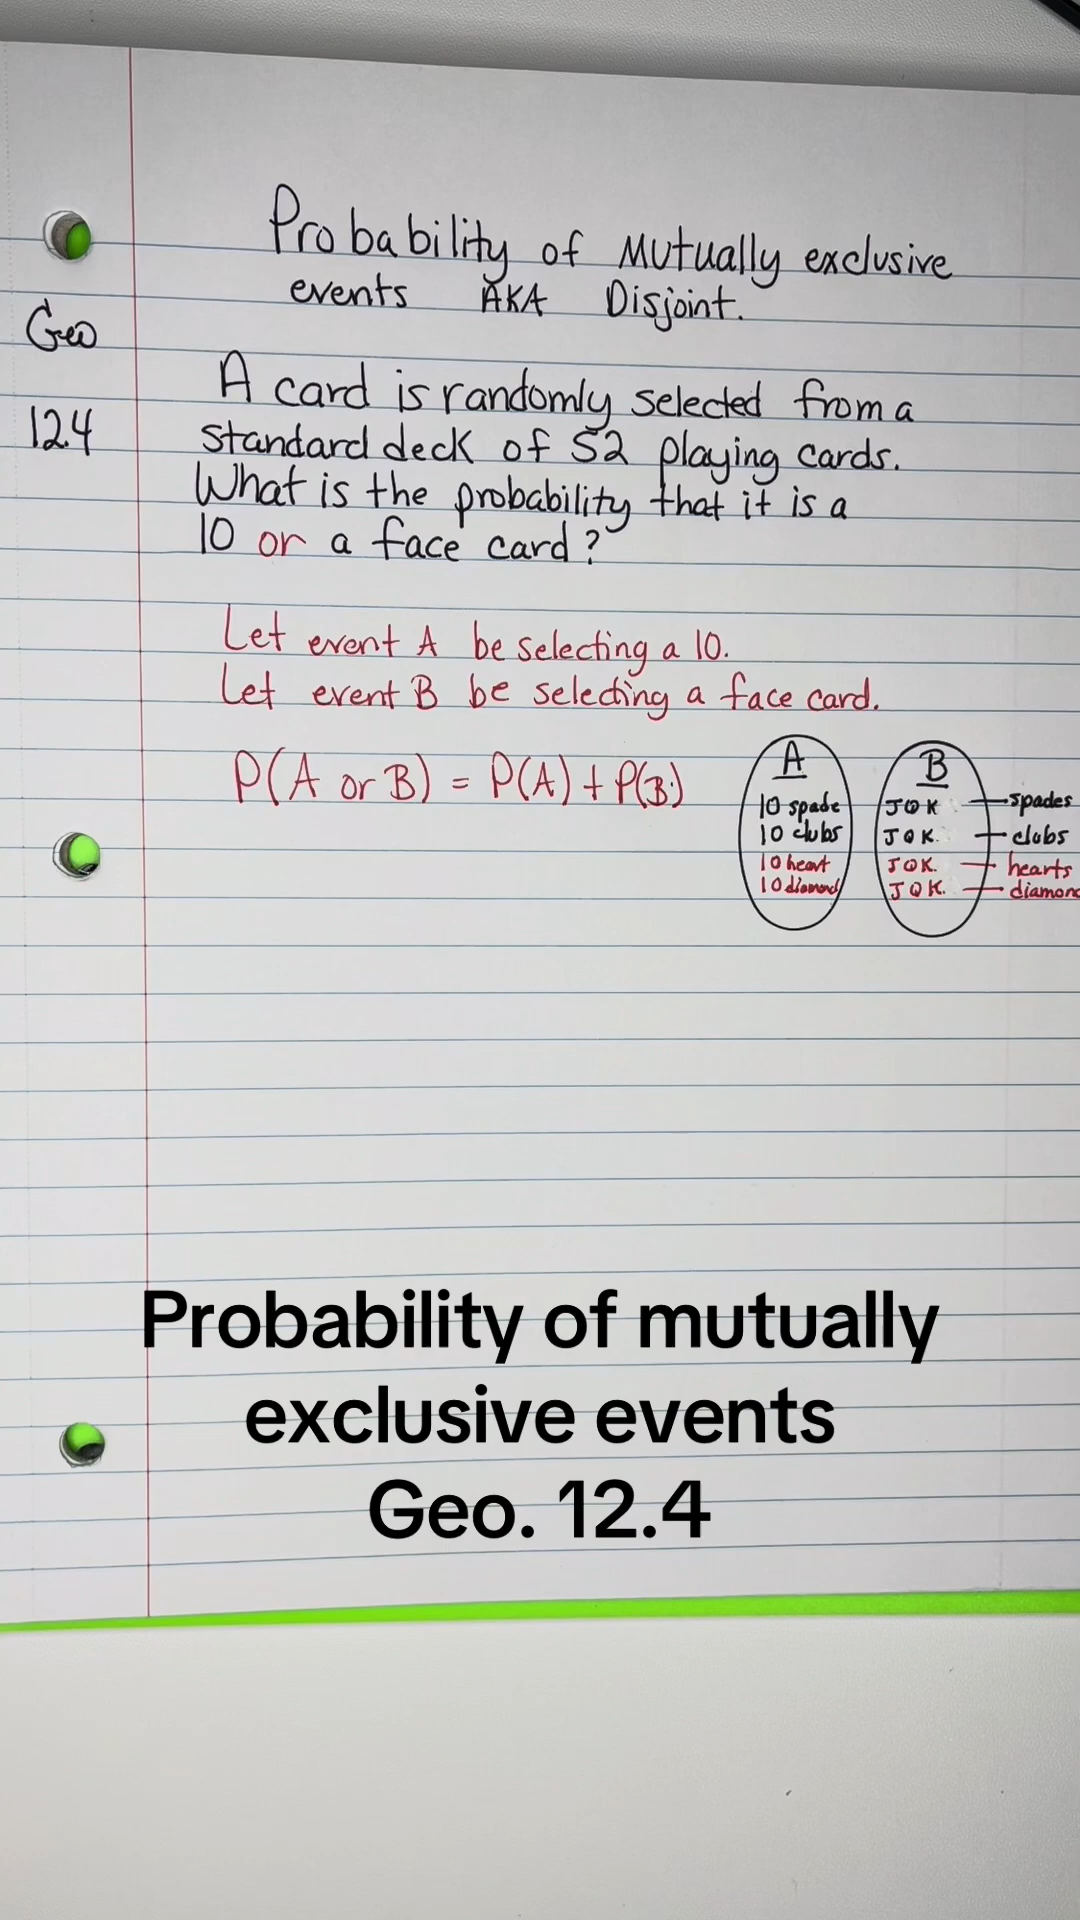 Probability of Mutually exclusive
events AKA Disjoint.
Geo
12.4
A card is randomly selected from a
standard deck of 52 playing cards.
What is the probability that it is a
10 or a face card?
Let event A be selecting a 10.
Let event B be selecting a face card.
P(A or B) = P(A) + P(B)
A
10 spade
10 clubs
10 heart
10 diamond
B
J Q K - spades
J Q K. - clubs
J Q K. - hearts
J Q K. - diamond
Probability of mutually
exclusive events
Geo. 12.4